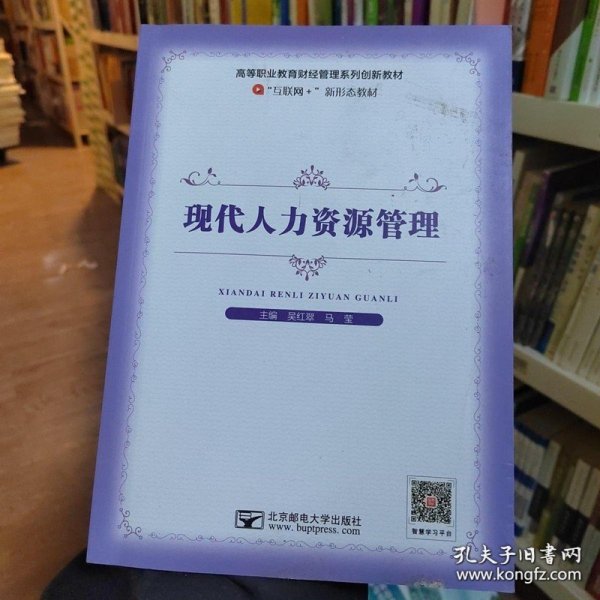 高等职业教育财经管理系列创新教材
“互联网+”新形态教材
现代人力资源管理
XIANDAI RENLI ZIYUAN GUANLI
主编 吴红翠 马 莹
北京邮电大学出版社
www.buptpress.com
智慧学习平台
孔夫子旧书网
www.kongfz.com